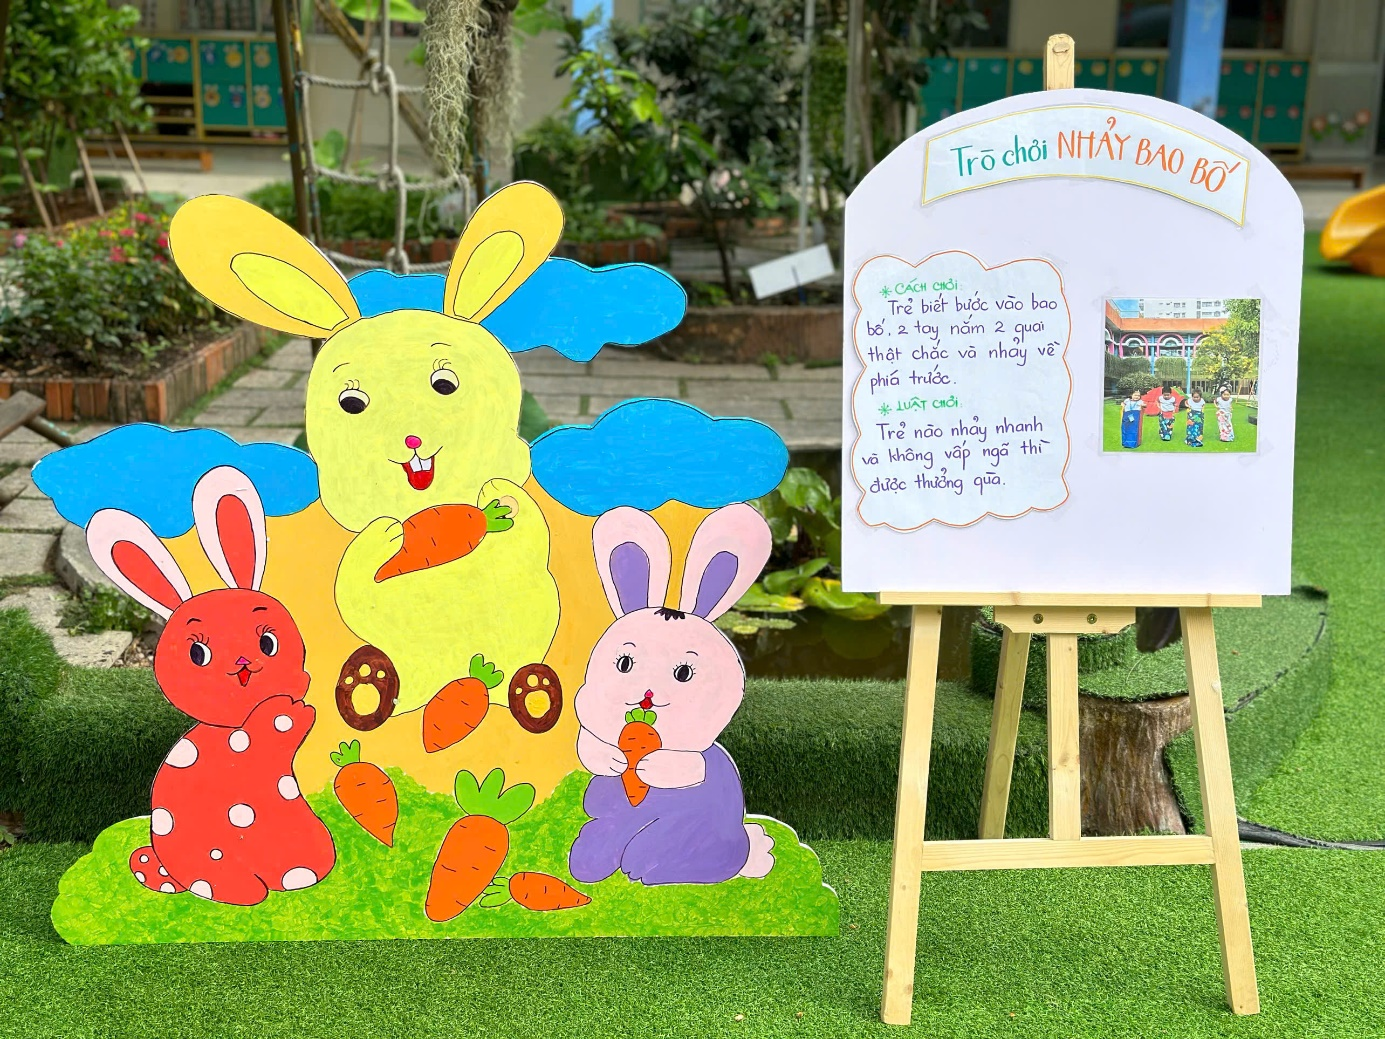 Trò chơi NHẢY BAO BỐ
* CÁCH CHƠI:
Trẻ biết bước vào bao
bố. 2 tay nắm 2 quai
thật chắc và nhảy về
phiá trước.
* LUẬT CHƠI:
Trẻ nào nhảy nhanh
và không vấp ngã thì
được thưởng quà.